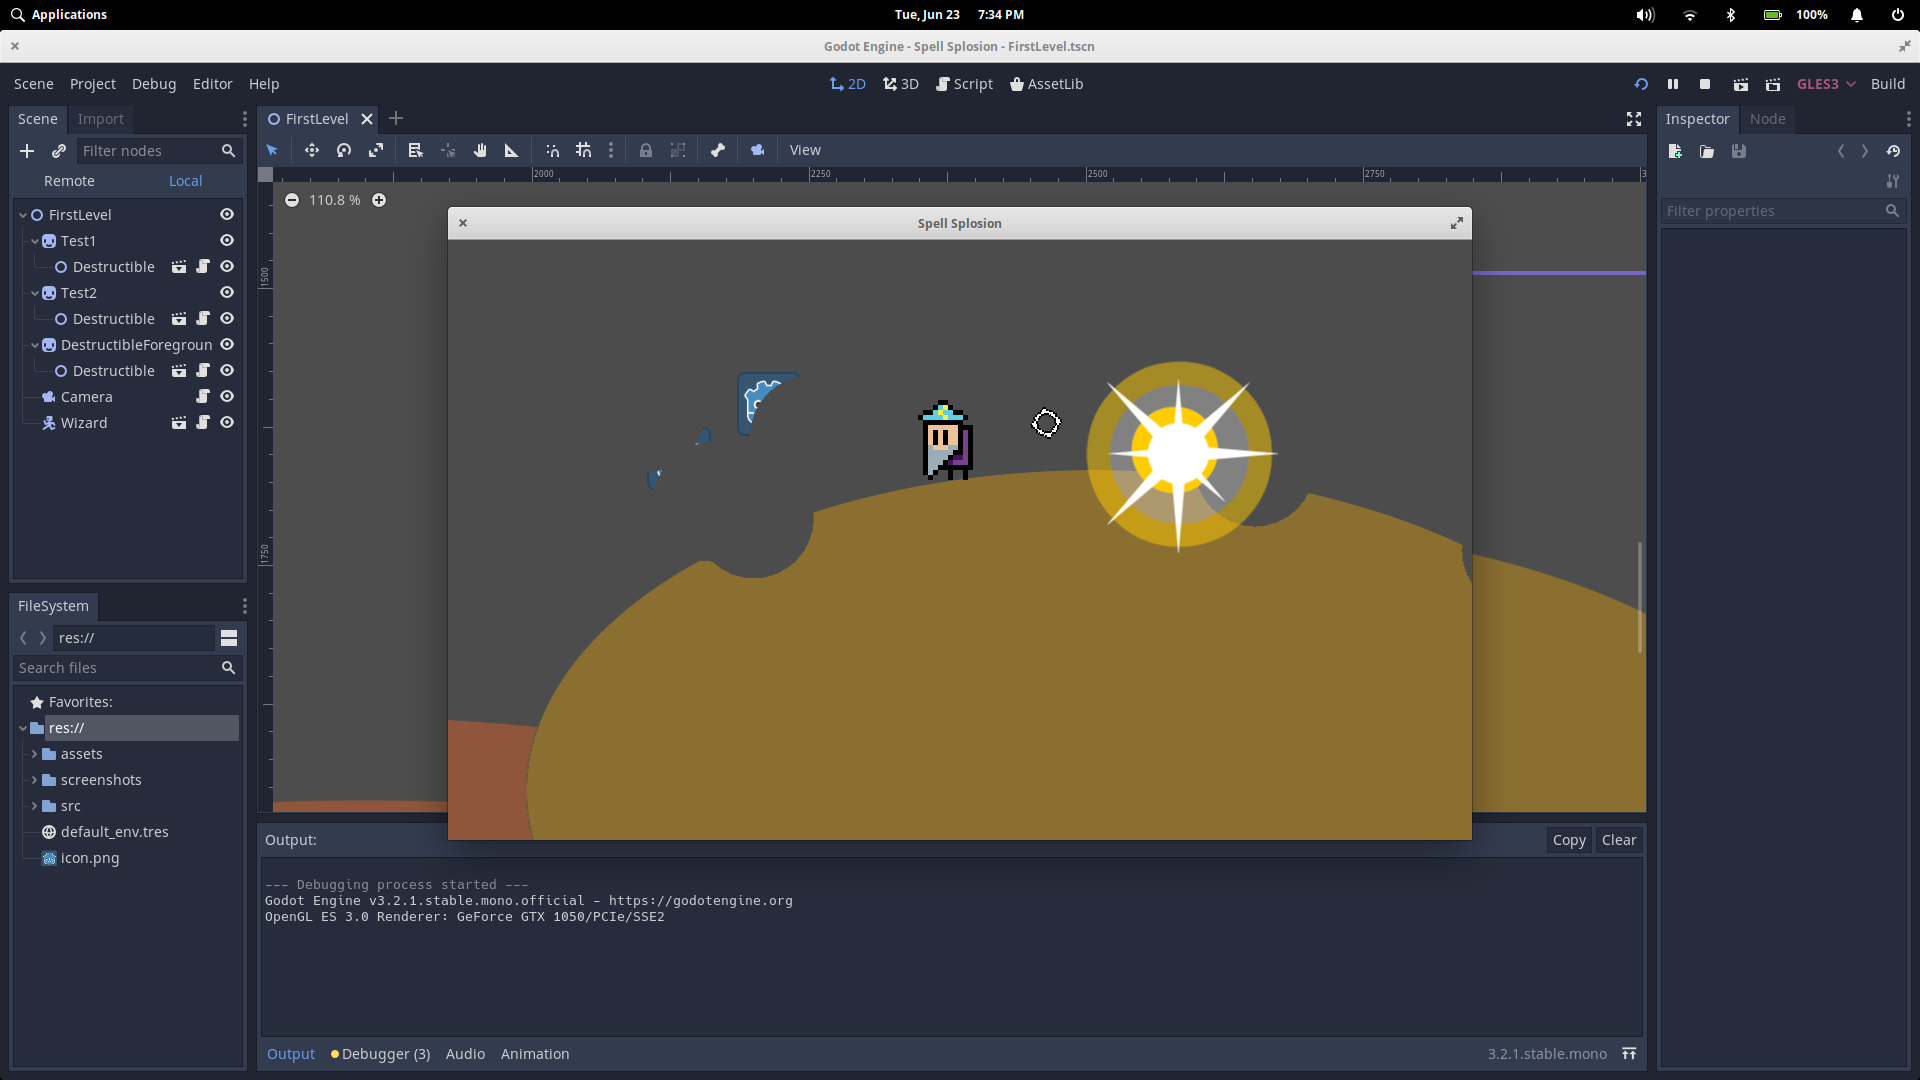 Applications
Tue, Jun 23 7:34 PM
100%
Godot Engine - Spell Splosion - FirstLevel.tscn
Scene Project Debug Editor Help
2D 3D Script AssetLib
GLES3 Build
Scene Import
FirstLevel
Inspector Node
Filter nodes
View
Remote Local
2000 2250 2500 2750 3
110.8 %
Filter properties
FirstLevel
Test1
Destructible
Test2
Destructible
DestructibleForegroun
Destructible
Camera
Wizard
1500
1750
Spell Splosion
FileSystem
res://
Search files
Favorites:
res://
assets
screenshots
src
default_env.tres
icon.png
Output:
Copy Clear
--- Debugging process started ---
Godot Engine v3.2.1.stable.mono.official - https://godotengine.org
OpenGL ES 3.0 Renderer: GeForce GTX 1050/PCIe/SSE2
Output Debugger (3) Audio Animation
3.2.1.stable.mono